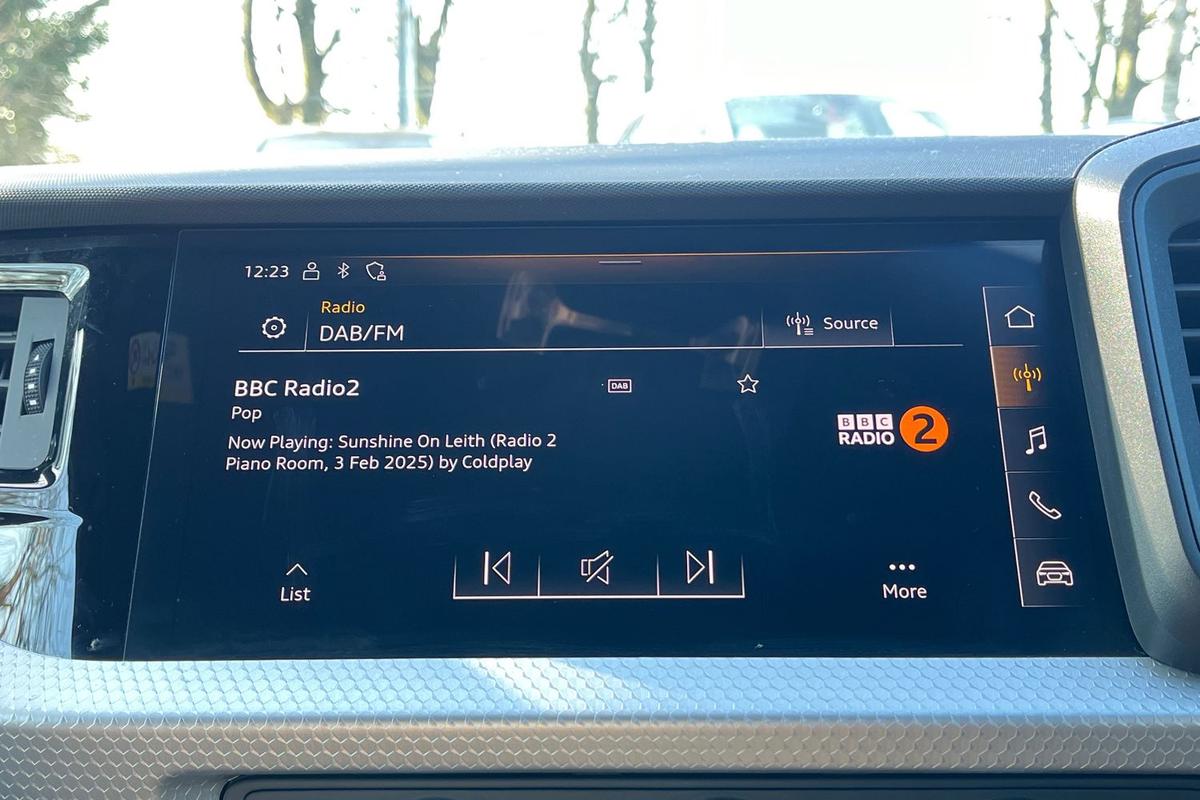 12:23
Radio
DAB/FM
Source
BBC Radio2
DAB
Pop
Now Playing: Sunshine On Leith (Radio 2
Piano Room, 3 Feb 2025) by Coldplay
BBC
RADIO 2
List
More